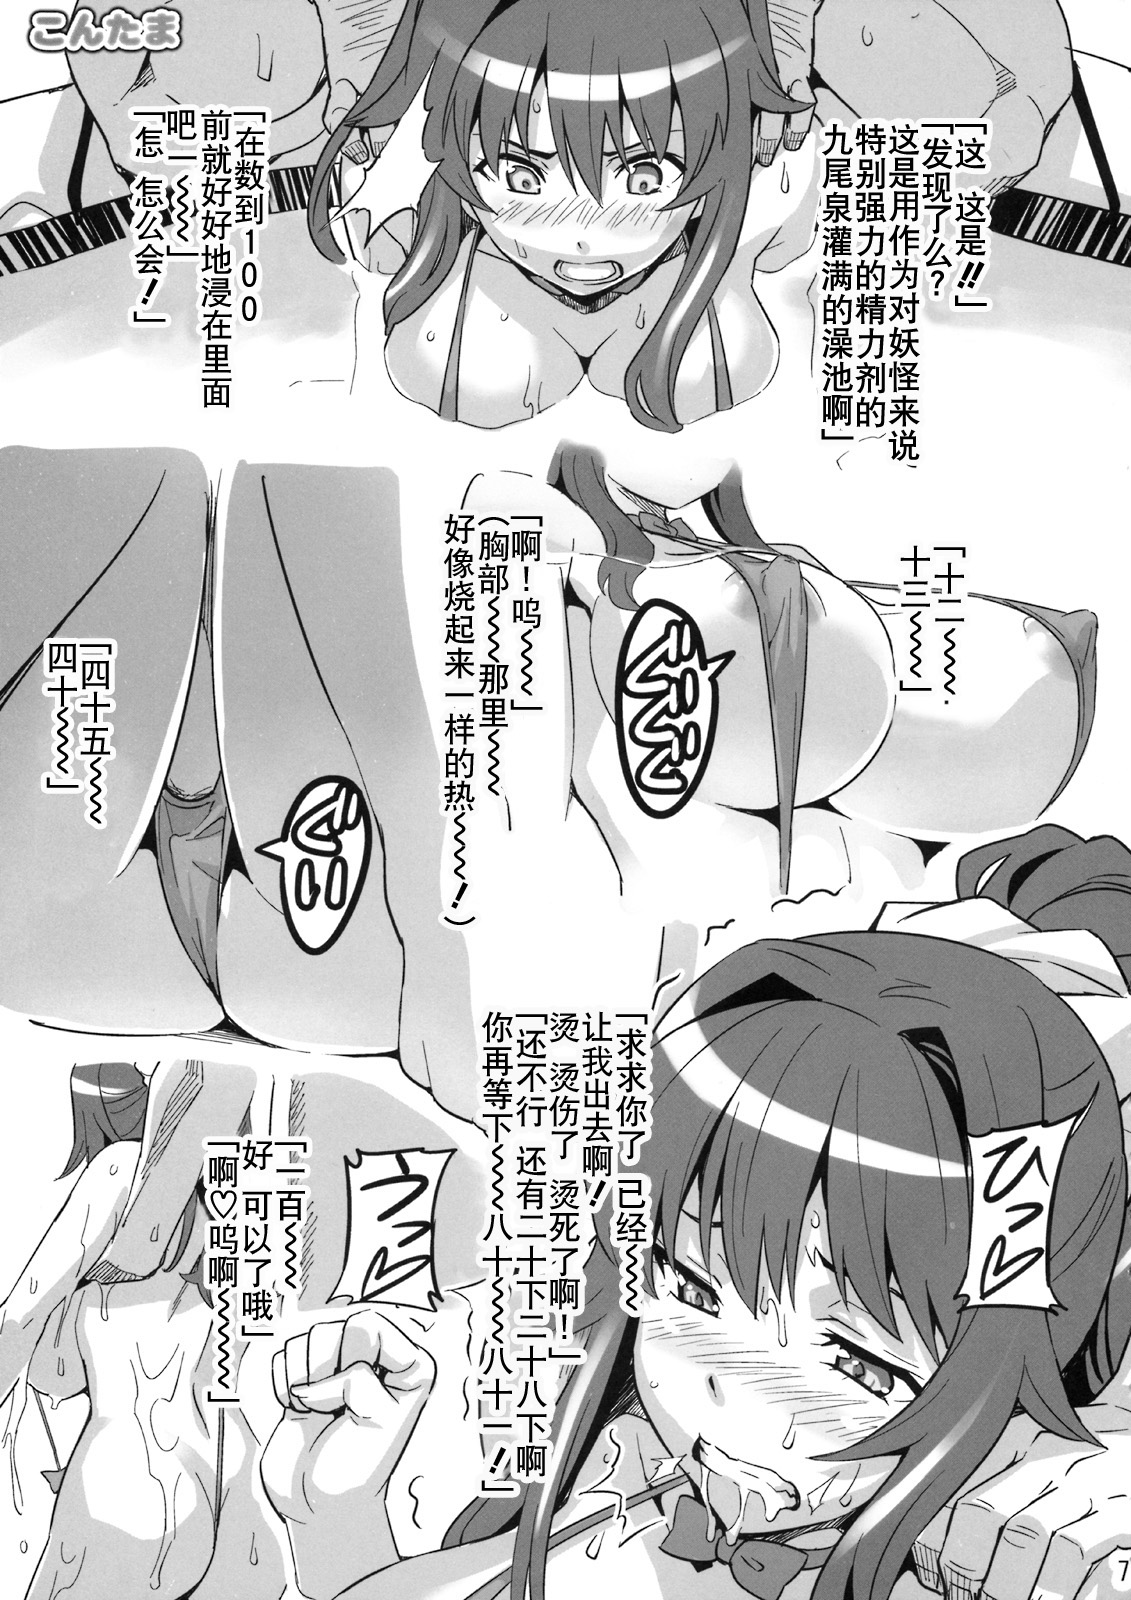 こんたま
「这 这是!!」
「发现了么?
这是用作为对妖怪来说
特别强力的精力剂的
九尾泉灌满的澡池啊」
「在数到100
前就好好地浸在里面
吧一〜〜〜」
「怎 怎么会!」
「十二〜〜〜.
十三〜〜〜」
「啊!呜〜〜〜」
(胸部〜〜〜那里〜〜〜
好像烧起来一样的热〜〜〜!)
「四十五〜〜〜
四十〜〜〜」
「求求你了 已经〜〜〜
让我出去啊!
烫 烫伤了 烫死了啊!」
「还不行 还有二十下二十八下啊
你再等下〜〜〜八十〜〜〜八十一!」
ひっ
うっ
「一百〜〜〜
好 可以了哦」
「啊♡呜啊〜〜〜〜」
7